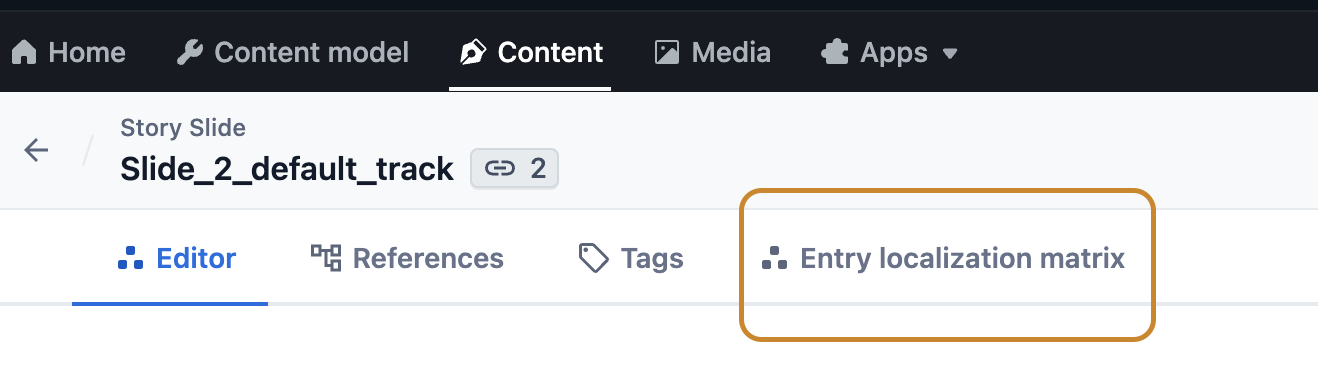 Home Content model Content Media Apps
Story Slide
Slide_2_default_track 2
Editor References Tags Entry localization matrix